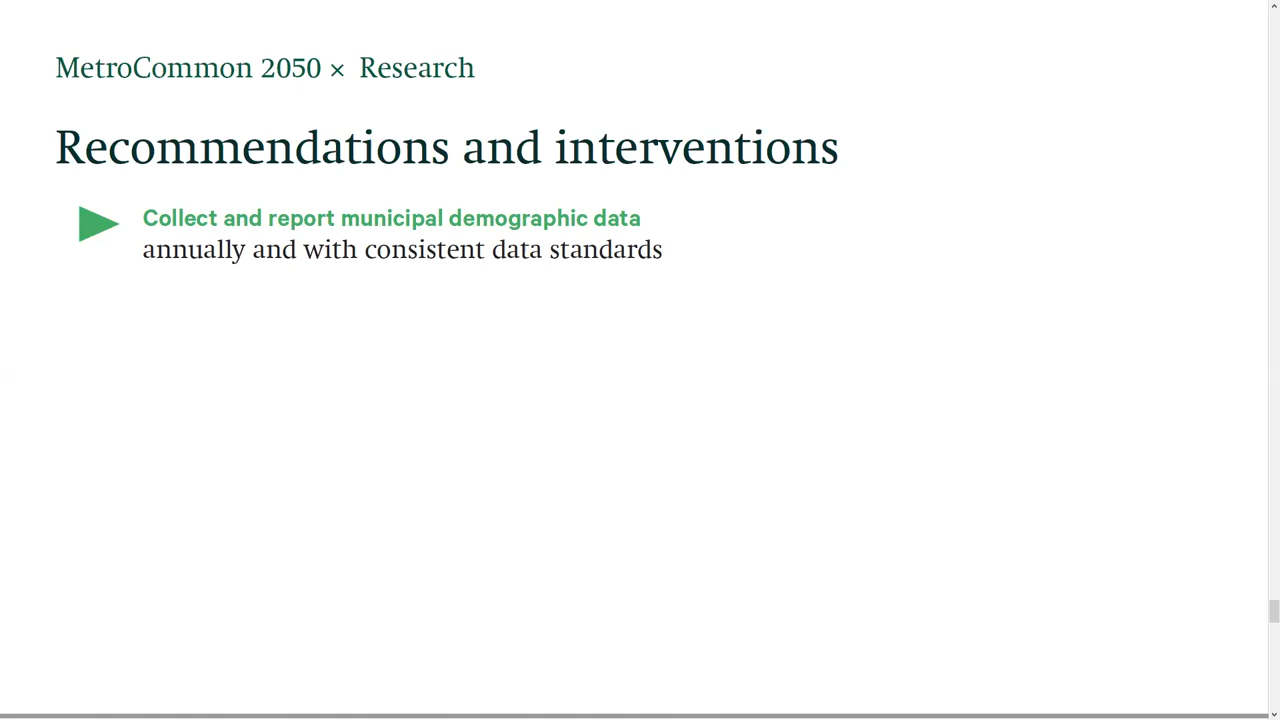 MetroCommon 2050 × Research
Recommendations and interventions
Collect and report municipal demographic data
annually and with consistent data standards